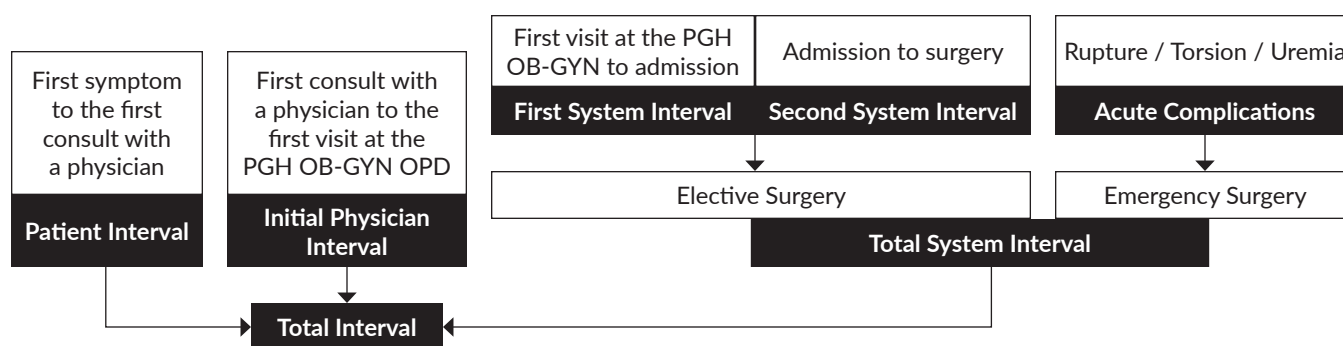 First symptom
to the first
consult with
a physician
Patient Interval
First consult with
a physician to the
first visit at the
PGH OB-GYN OPD
Initial Physician
Interval
First visit at the PGH
OB-GYN to admission
First System Interval
Admission to surgery
Second System Interval
Rupture / Torsion / Uremia
Acute Complications
Elective Surgery
Emergency Surgery
Total System Interval
Total Interval